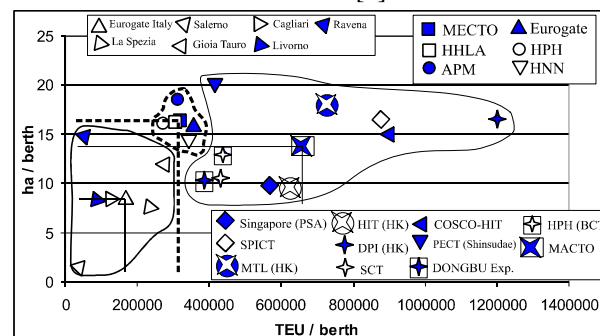 Eurogate Italy Salerno Cagliari Ravena
La Spezia Gioia Tauro Livorno
MECTO Eurogate
HHLA HPH
APM HNN
25
20
15
10
5
0
ha / berth
Singapore (PSA) HIT (HK) COSCO-HIT HPH (BCT
SPICT DPI (HK) PECT (Shinsudae) MACTO
MTL (HK) SCT DONGBU Exp.
0 200000 400000 600000 800000 1000000 1200000 1400000
TEU / berth